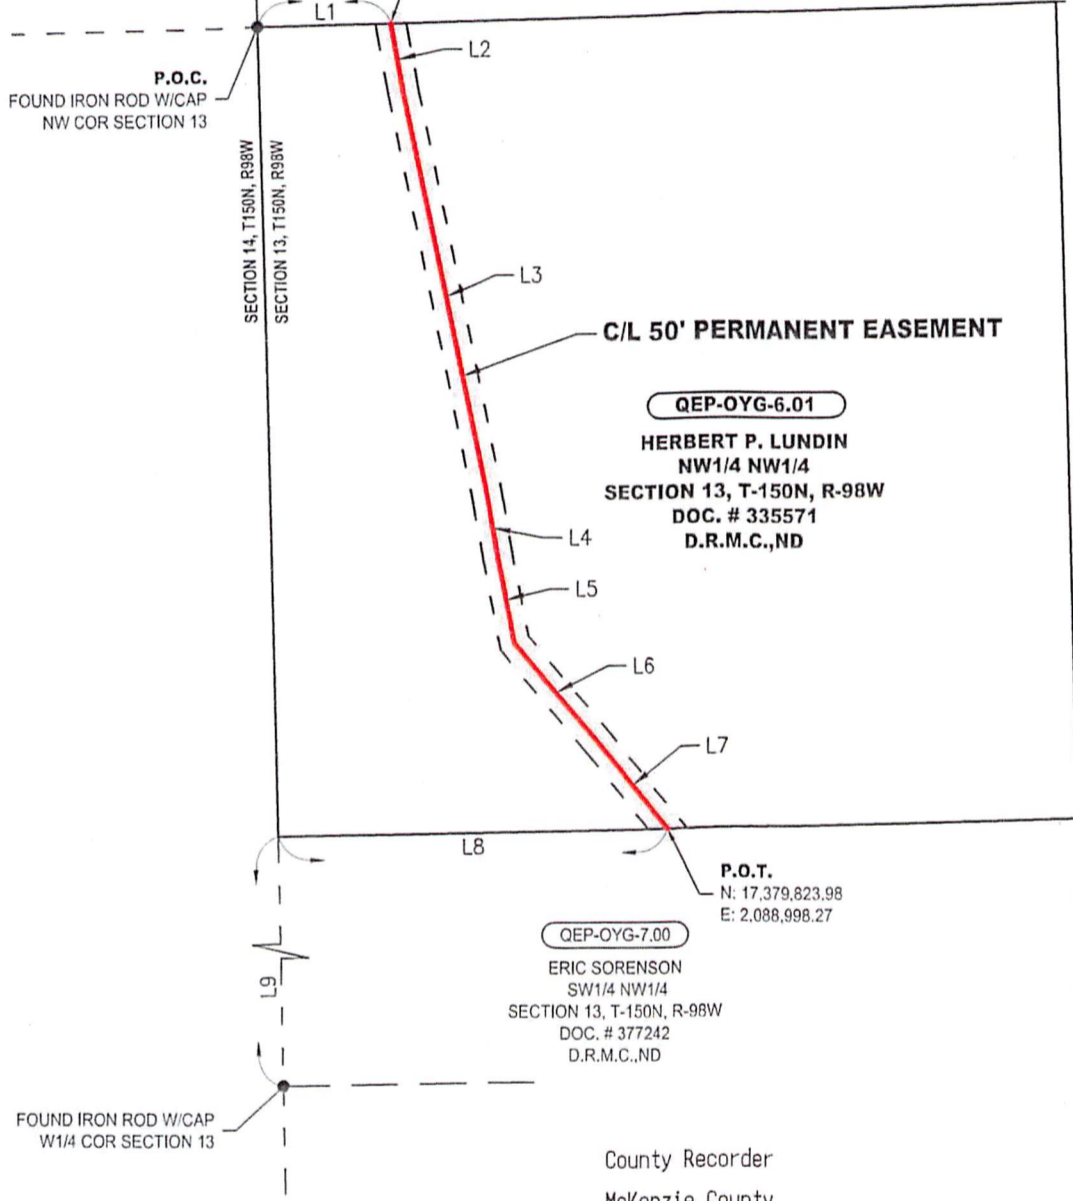 L1
L2
P.O.C.
FOUND IRON ROD W/CAP
NW COR SECTION 13
SECTION 14, T150N, R98W
SECTION 13, T150N, R98W
L3
C/L 50' PERMANENT EASEMENT
QEP-OYG-6.01
HERBERT P. LUNDIN
NW1/4 NW1/4
SECTION 13, T-150N, R-98W
DOC. # 335571
D.R.M.C.,ND
L4
L5
L6
L7
L8
P.O.T.
N: 17,379,823.98
E: 2,088,998.27
QEP-OYG-7.00
ERIC SORENSON
SW1/4 NW1/4
SECTION 13, T-150N, R-98W
DOC. # 377242
D.R.M.C.,ND
L9
FOUND IRON ROD W/CAP
W1/4 COR SECTION 13
County Recorder
McKenzie County